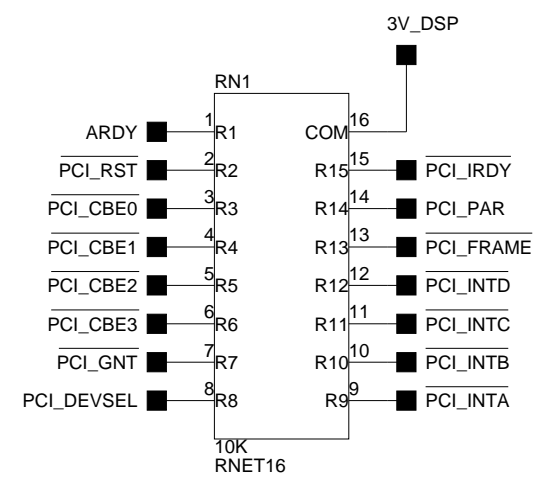 3V_DSP
RN1
ARDY 1 R1 COM 16
PCI_RST 2 R2 R15 15 PCI_IRDY
PCI_CBE0 3 R3 R14 14 PCI_PAR
PCI_CBE1 4 R4 R13 13 PCI_FRAME
PCI_CBE2 5 R5 R12 12 PCI_INTD
PCI_CBE3 6 R6 R11 11 PCI_INTC
PCI_GNT 7 R7 R10 10 PCI_INTB
PCI_DEVSEL 8 R8 R9 9 PCI_INTA
10K
RNET16